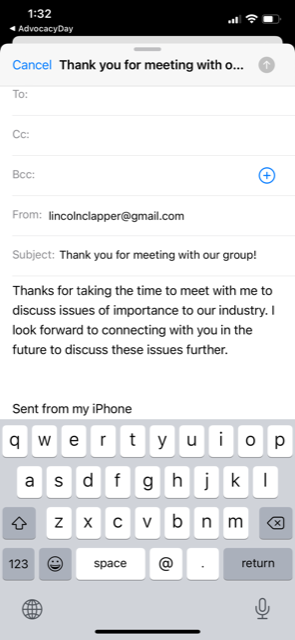 1:32
◀ AdvocacyDay
Cancel Thank you for meeting with o...
To:
Cc:
Bcc:
From: lincolnclapper@gmail.com
Subject: Thank you for meeting with our group!
Thanks for taking the time to meet with me to
discuss issues of importance to our industry. I
look forward to connecting with you in the
future to discuss these issues further.
Sent from my iPhone
q w e r t y u i o p
a s d f g h j k l
z x c v b n m
123 space @ . return